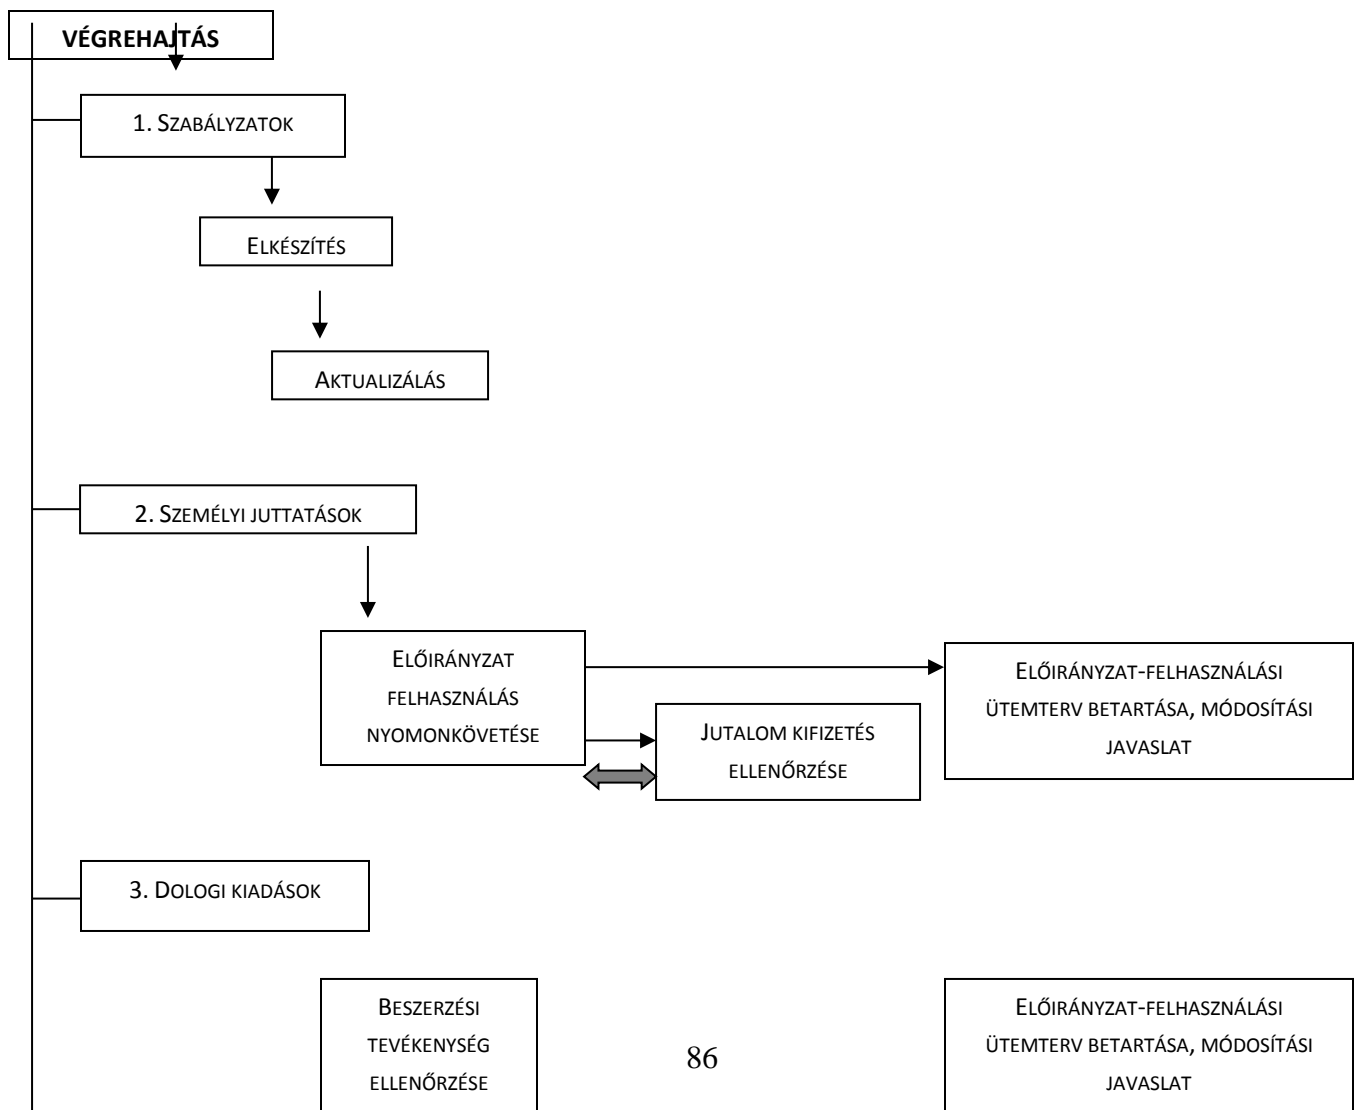 VÉGREHAJTÁS
1. SZABÁLYZATOK
ELKÉSZÍTÉS
AKTUALIZÁLÁS
2. SZEMÉLYI JUTTATÁSOK
ELŐIRÁNYZAT
FELHASZNÁLÁS
NYOMONKÖVETÉSE
JUTALOM KIFIZETÉS
ELLENŐRZÉSE
ELŐIRÁNYZAT-FELHASZNÁLÁSI
ÜTEMTERV BETARTÁSA, MÓDOSÍTÁSI
JAVASLAT
3. DOLOGI KIADÁSOK
BESZERZÉSI
TEVÉKENYSÉG
ELLENŐRZÉSE
ELŐIRÁNYZAT-FELHASZNÁLÁSI
ÜTEMTERV BETARTÁSA, MÓDOSÍTÁSI
JAVASLAT
86